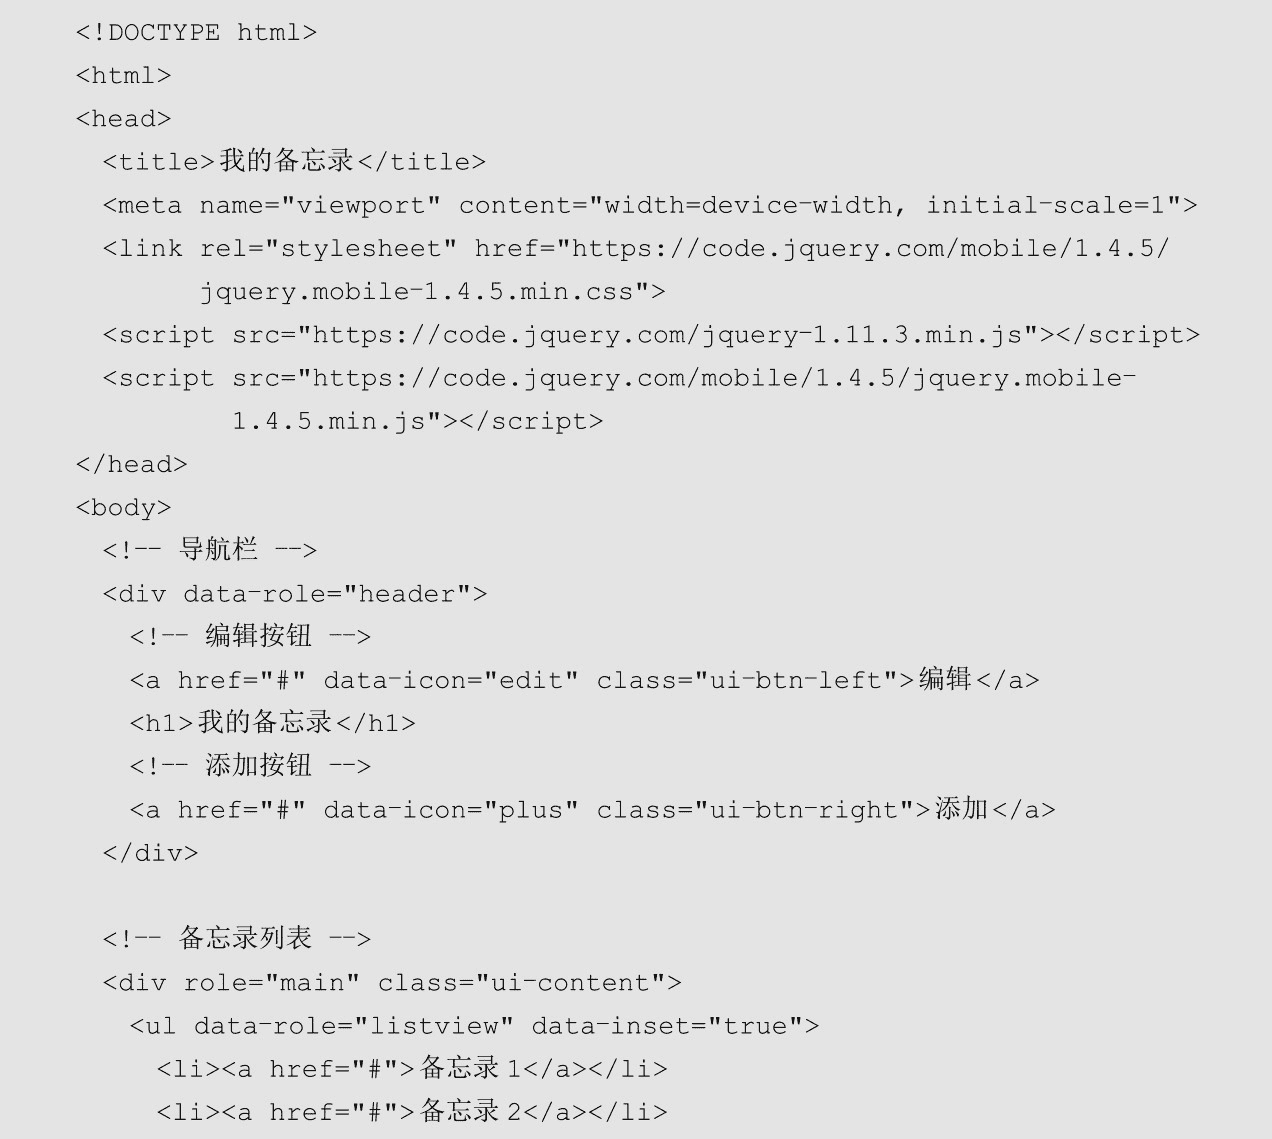 <!DOCTYPE html>
<html>
<head>
<title>我的备忘录</title>
<meta name="viewport" content="width=device-width, initial-scale=1">
<link rel="stylesheet" href="https://code.jquery.com/mobile/1.4.5/
jquery.mobile-1.4.5.min.css">
<script src="https://code.jquery.com/jquery-1.11.3.min.js"></script>
<script src="https://code.jquery.com/mobile/1.4.5/jquery.mobile-
1.4.5.min.js"></script>
</head>
<body>
<!-- 导航栏 -->
<div data-role="header">
<!-- 编辑按钮 -->
<a href="#" data-icon="edit" class="ui-btn-left">编辑</a>
<h1>我的备忘录</h1>
<!-- 添加按钮 -->
<a href="#" data-icon="plus" class="ui-btn-right">添加</a>
</div>
<!-- 备忘录列表 -->
<div role="main" class="ui-content">
<ul data-role="listview" data-inset="true">
<li><a href="#">备忘录 1</a></li>
<li><a href="#">备忘录 2</a></li>